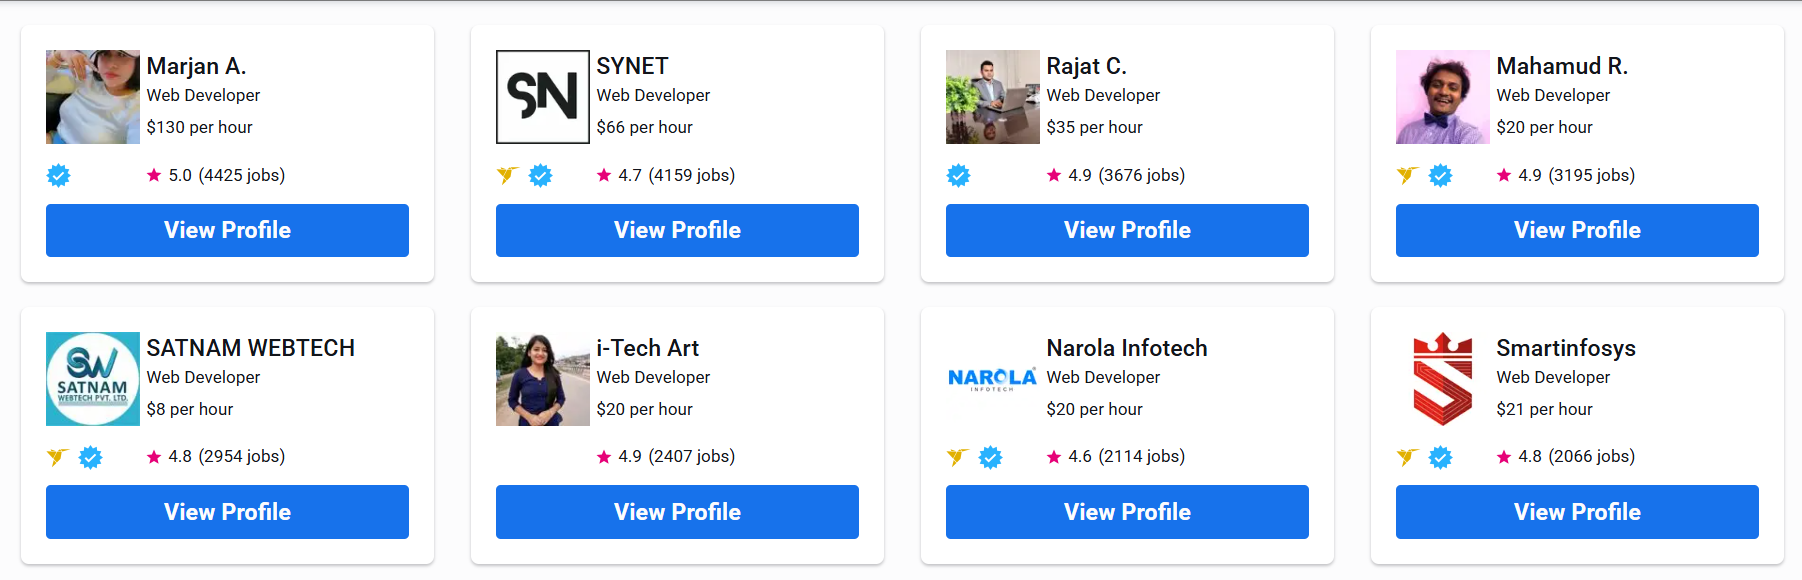 Marjan A.
Web Developer
$130 per hour
5.0 (4425 jobs)
View Profile
SN
SYNET
Web Developer
$66 per hour
4.7 (4159 jobs)
View Profile
Rajat C.
Web Developer
$35 per hour
4.9 (3676 jobs)
View Profile
Mahamud R.
Web Developer
$20 per hour
4.9 (3195 jobs)
View Profile
SW
SATNAM
WEBTECH PVT. LTD.
SATNAM WEBTECH
Web Developer
$8 per hour
4.8 (2954 jobs)
View Profile
i-Tech Art
Web Developer
$20 per hour
4.9 (2407 jobs)
View Profile
NAROLA
INFOTECH
Narola Infotech
Web Developer
$20 per hour
4.6 (2114 jobs)
View Profile
S
Smartinfosys
Web Developer
$21 per hour
4.8 (2066 jobs)
View Profile